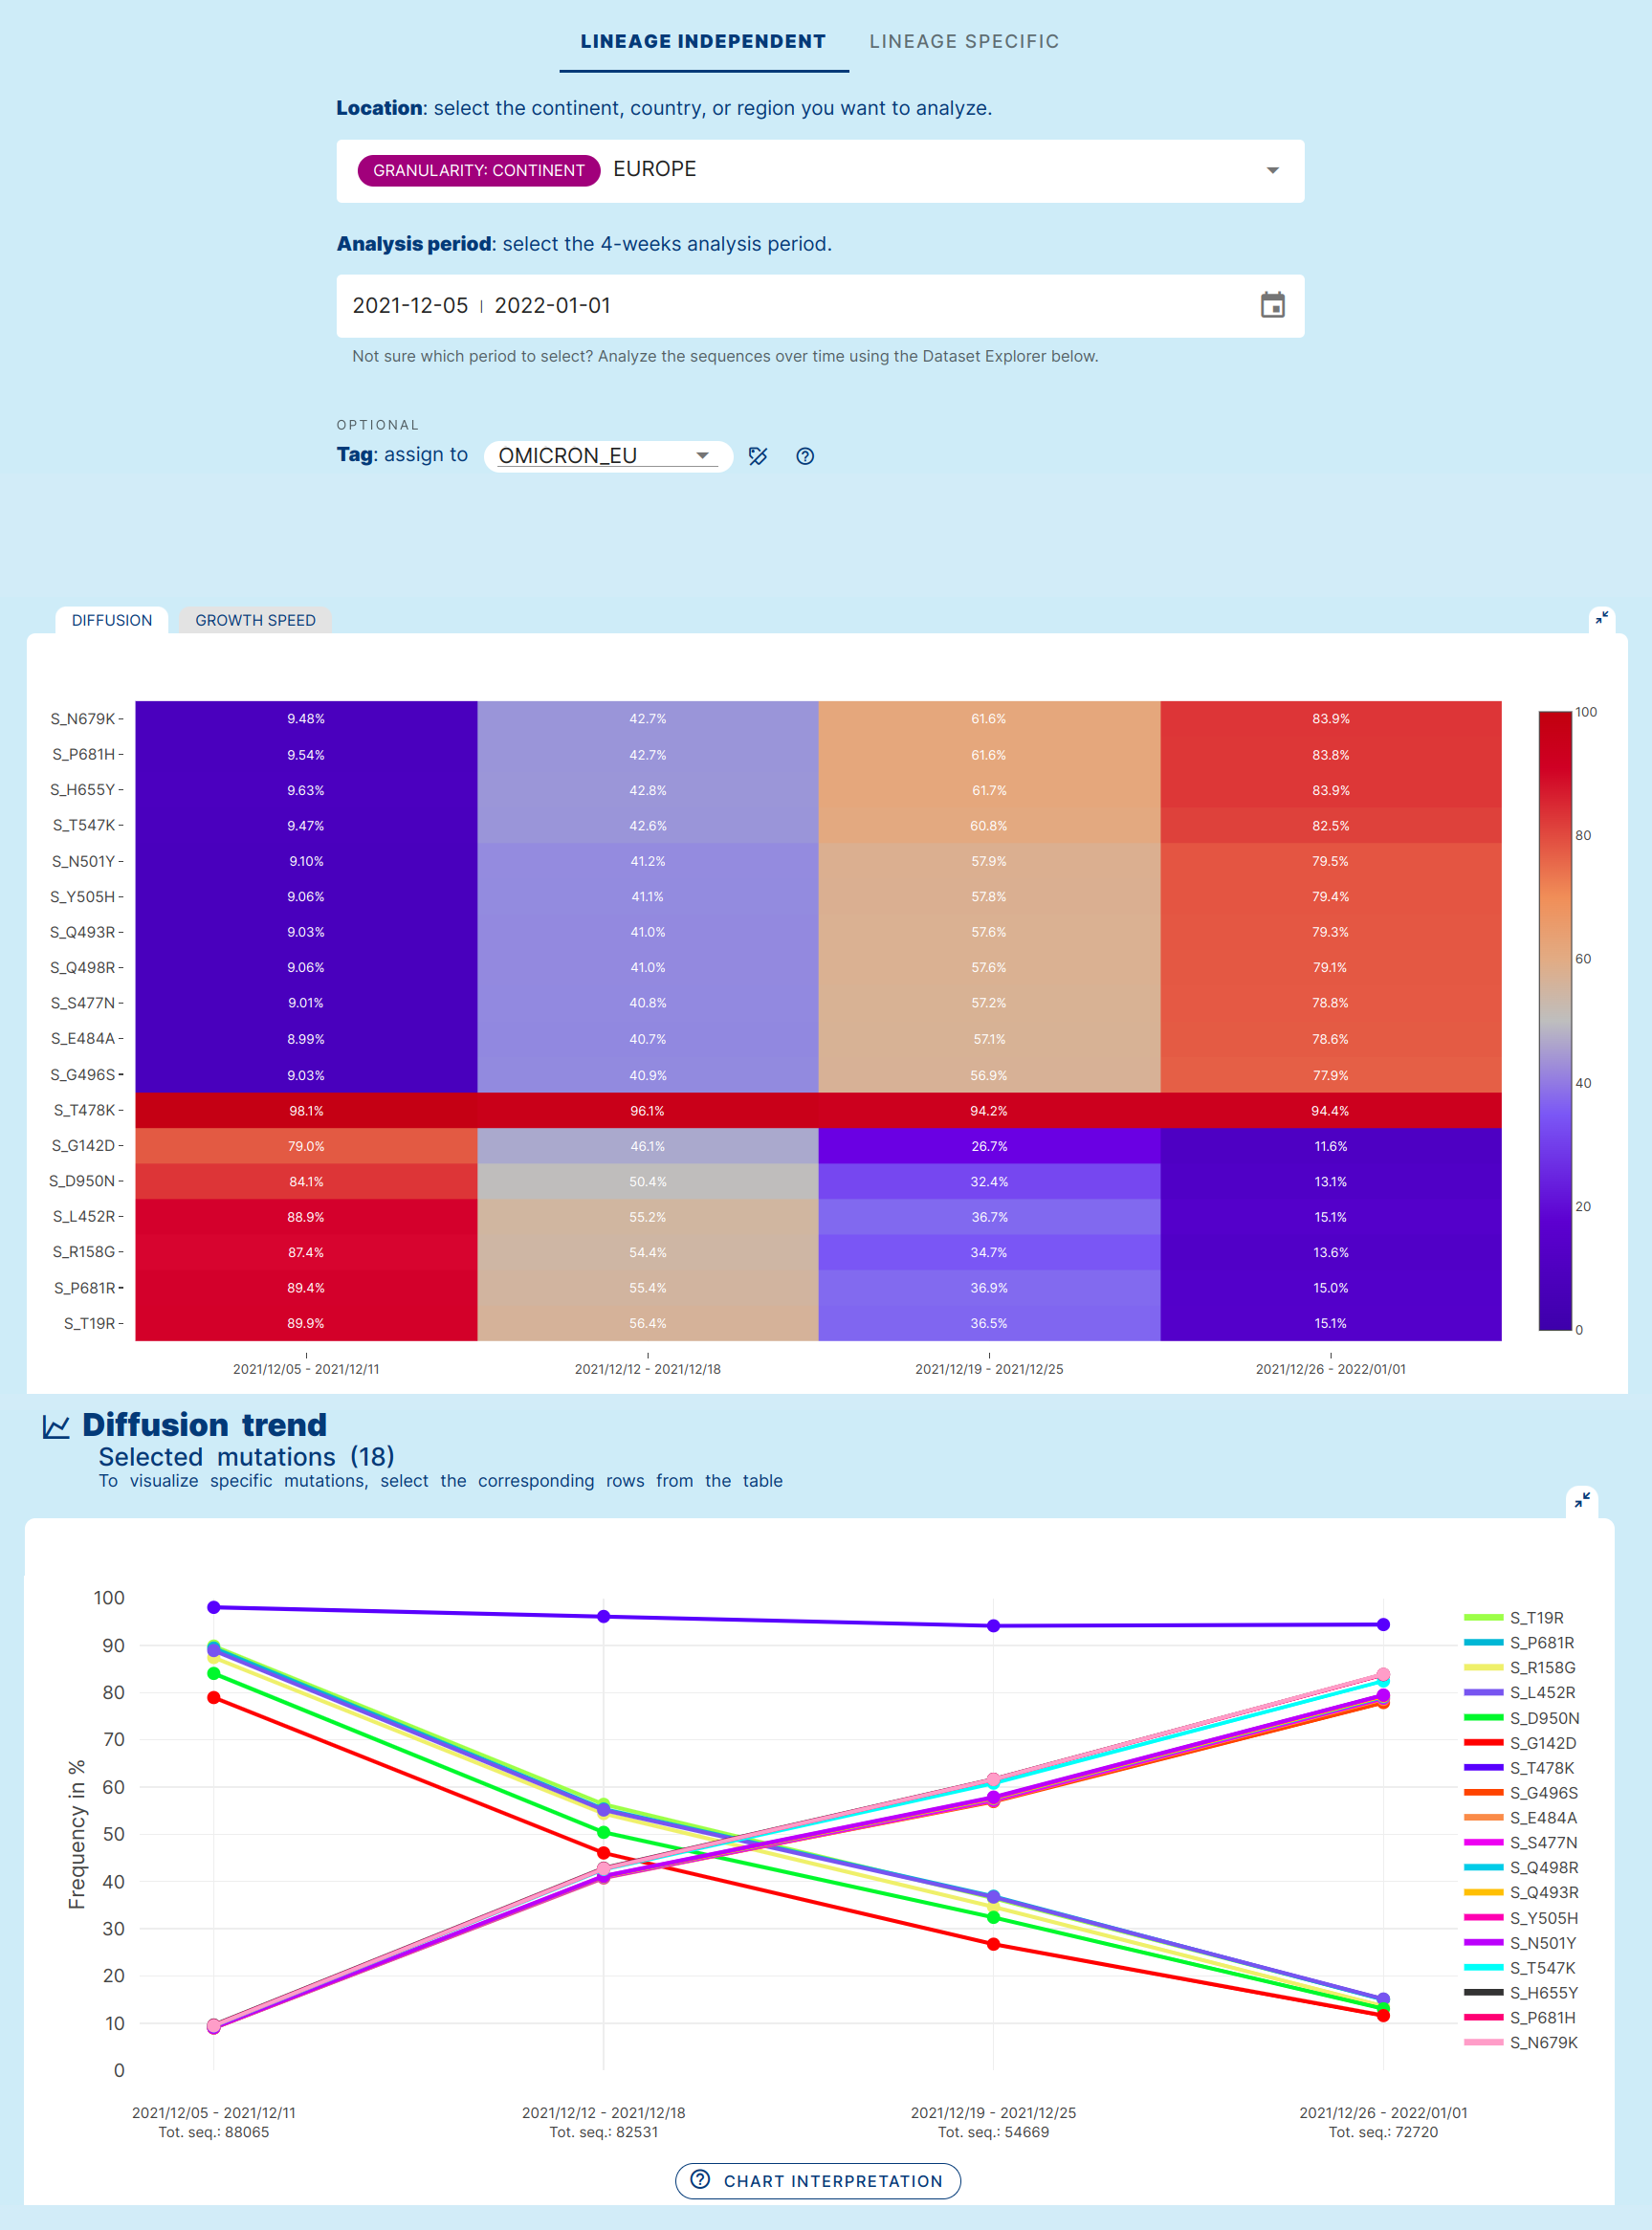 LINEAGE INDEPENDENT LINEAGE SPECIFIC
Location: select the continent, country, or region you want to analyze.
GRANULARITY: CONTINENT EUROPE
Analysis period: select the 4-weeks analysis period.
2021-12-05 | 2022-01-01
Not sure which period to select? Analyze the sequences over time using the Dataset Explorer below.
OPTIONAL
Tag: assign to OMICRON_EU
DIFFUSION GROWTH SPEED
S_N679K 9.48% 42.7% 61.6% 83.9%
S_P681H 9.54% 42.7% 61.6% 83.8%
S_H655Y 9.63% 42.8% 61.7% 83.9%
S_T547K 9.47% 42.6% 60.8% 82.5%
S_N501Y 9.10% 41.2% 57.9% 79.5%
S_Y505H 9.06% 41.1% 57.8% 79.4%
S_Q493R 9.03% 41.0% 57.6% 79.3%
S_Q498R 9.06% 41.0% 57.6% 79.1%
S_S477N 9.01% 40.8% 57.2% 78.8%
S_E484A 8.99% 40.7% 57.1% 78.6%
S_G496S 9.03% 40.9% 56.9% 77.9%
S_T478K 98.1% 96.1% 94.2% 94.4%
S_G142D 79.0% 46.1% 26.7% 11.6%
S_D950N 84.1% 50.4% 32.4% 13.1%
S_L452R 88.9% 55.2% 36.7% 15.1%
S_R158G 87.4% 54.4% 34.7% 13.6%
S_P681R 89.4% 55.4% 36.9% 15.0%
S_T19R 89.9% 56.4% 36.5% 15.1%
2021/12/05 - 2021/12/11 2021/12/12 - 2021/12/18 2021/12/19 - 2021/12/25 2021/12/26 - 2022/01/01
100
80
60
40
20
0
Diffusion trend
Selected mutations (18)
To visualize specific mutations, select the corresponding rows from the table
Frequency in %
100
90
80
70
60
50
40
30
20
10
0
S_T19R
S_P681R
S_R158G
S_L452R
S_D950N
S_G142D
S_T478K
S_G496S
S_E484A
S_S477N
S_Q498R
S_Q493R
S_Y505H
S_N501Y
S_T547K
S_H655Y
S_P681H
S_N679K
2021/12/05 - 2021/12/11 2021/12/12 - 2021/12/18 2021/12/19 - 2021/12/25 2021/12/26 - 2022/01/01
Tot. seq.: 88065 Tot. seq.: 82531 Tot. seq.: 54669 Tot. seq.: 72720
CHART INTERPRETATION